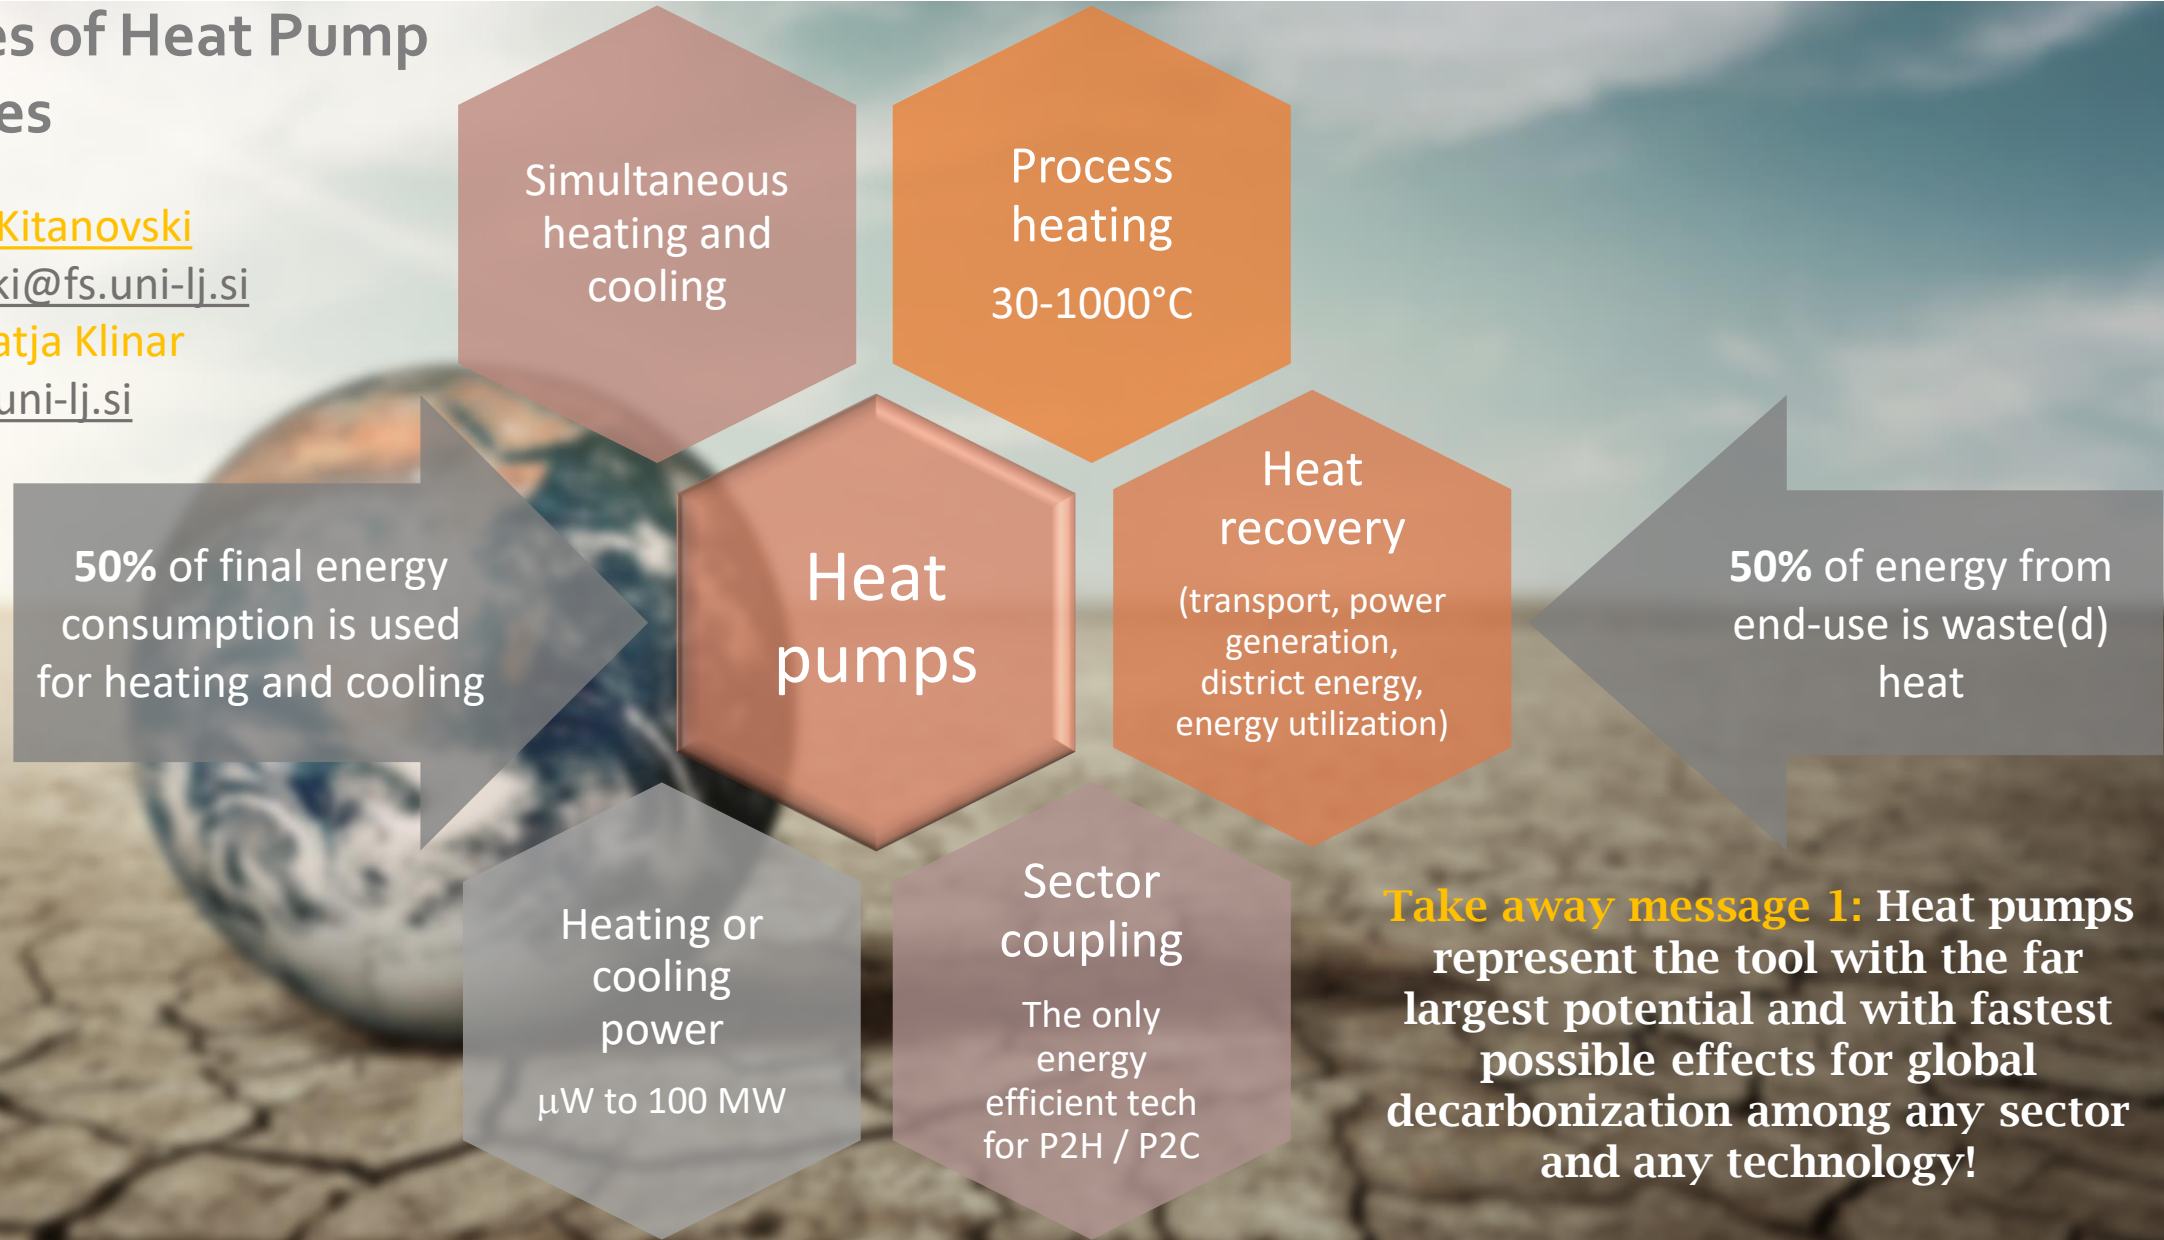 es of Heat Pump
es
Kitanovski
ki@fs.uni-lj.si
atja Klinar
uni-lj.si
Simultaneous
heating and
cooling
Process
heating
30-1000°C
50% of final energy
consumption is used
for heating and cooling
Heat
pumps
Heat
recovery
(transport, power
generation,
district energy,
energy utilization)
50% of energy from
end-use is waste(d)
heat
Heating or
cooling
power
μW to 100 MW
Sector
coupling
The only
energy
efficient tech
for P2H / P2C
Take away message 1: Heat pumps
represent the tool with the far
largest potential and with fastest
possible effects for global
decarbonization among any sector
and any technology!